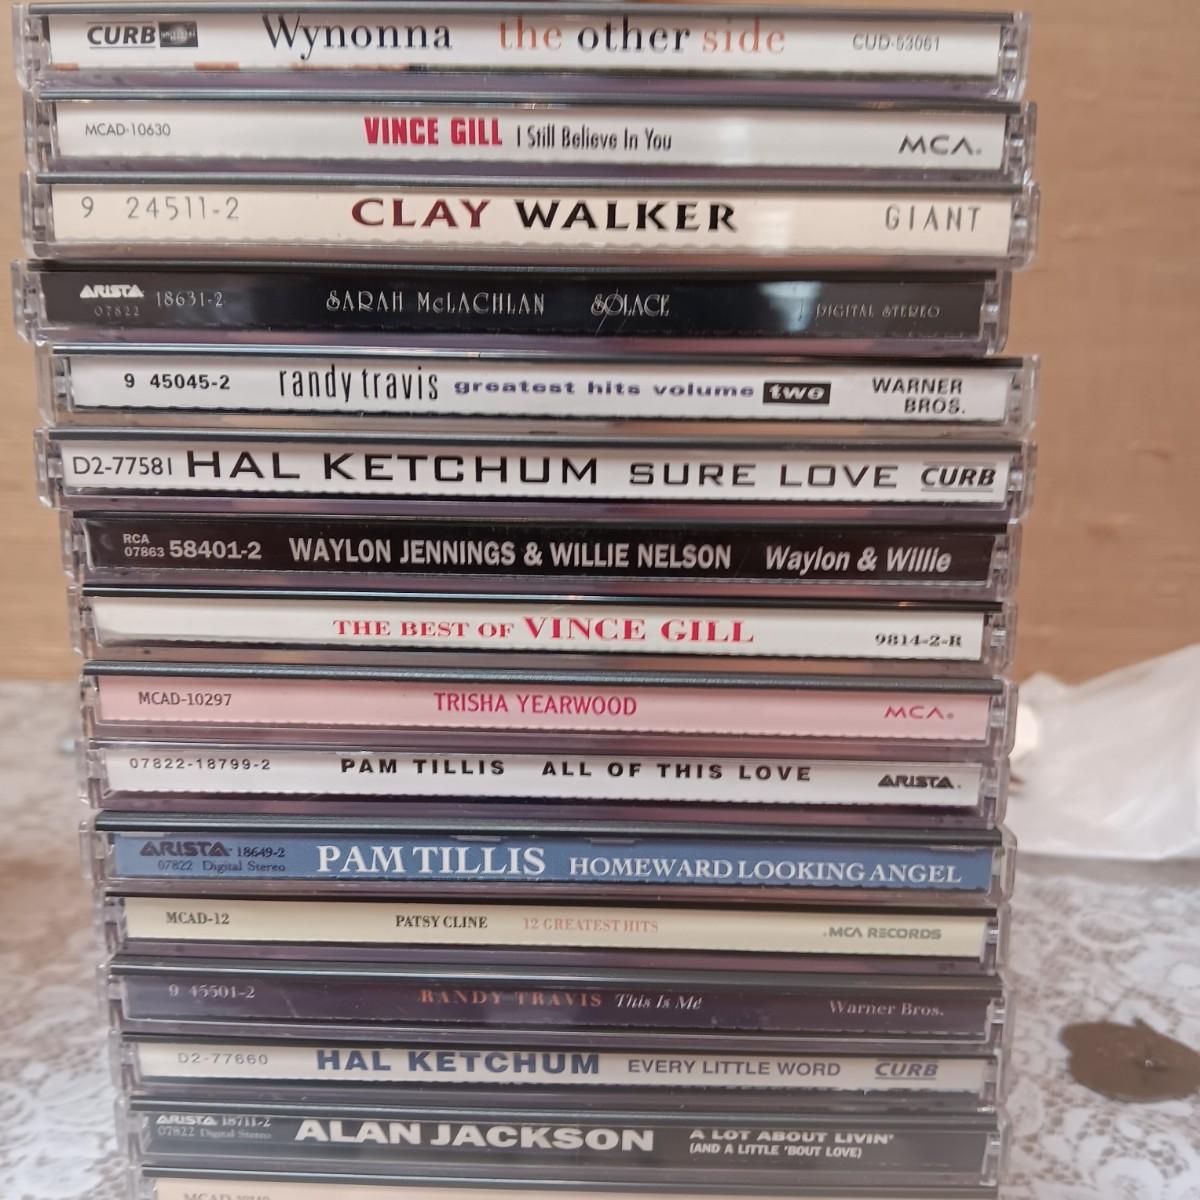 CURB Wynonna the other side CUD-53061
MCAD-10630 VINCE GILL I Still Believe In You MCA.
9 24511-2 CLAY WALKER GIANT
ARISTA 18631-2 SARAH McLACHLAN SOLACE DIGITAL STEREO
07822
9 45045-2 randy travis greatest hits volume two WARNER
BROS.
D2-77581 HAL KETCHUM SURE LOVE CURB
RCA
07863 58401-2 WAYLON JENNINGS & WILLIE NELSON Waylon & Willie
THE BEST OF VINCE GILL 9814-2-R
MCAD-10297 TRISHA YEARWOOD MCA®
07822-18799-2 PAM TILLIS ALL OF THIS LOVE ARISTA.
ARISTA 18649-2 PAM TILLIS HOMEWARD LOOKING ANGEL
07822 Digital Stereo
MCAD-12 PATSY CLINE 12 GREATEST HITS .MCA RECORDS
9 45501-2 RANDY TRAVIS This Is Me Warner Bros.
D2-77660 HAL KETCHUM EVERY LITTLE WORD CURB
ARISTA 18711-2 ALAN JACKSON A LOT ABOUT LIVIN'
07822 Digital Stereo (AND A LITTLE 'BOUT LOVE)